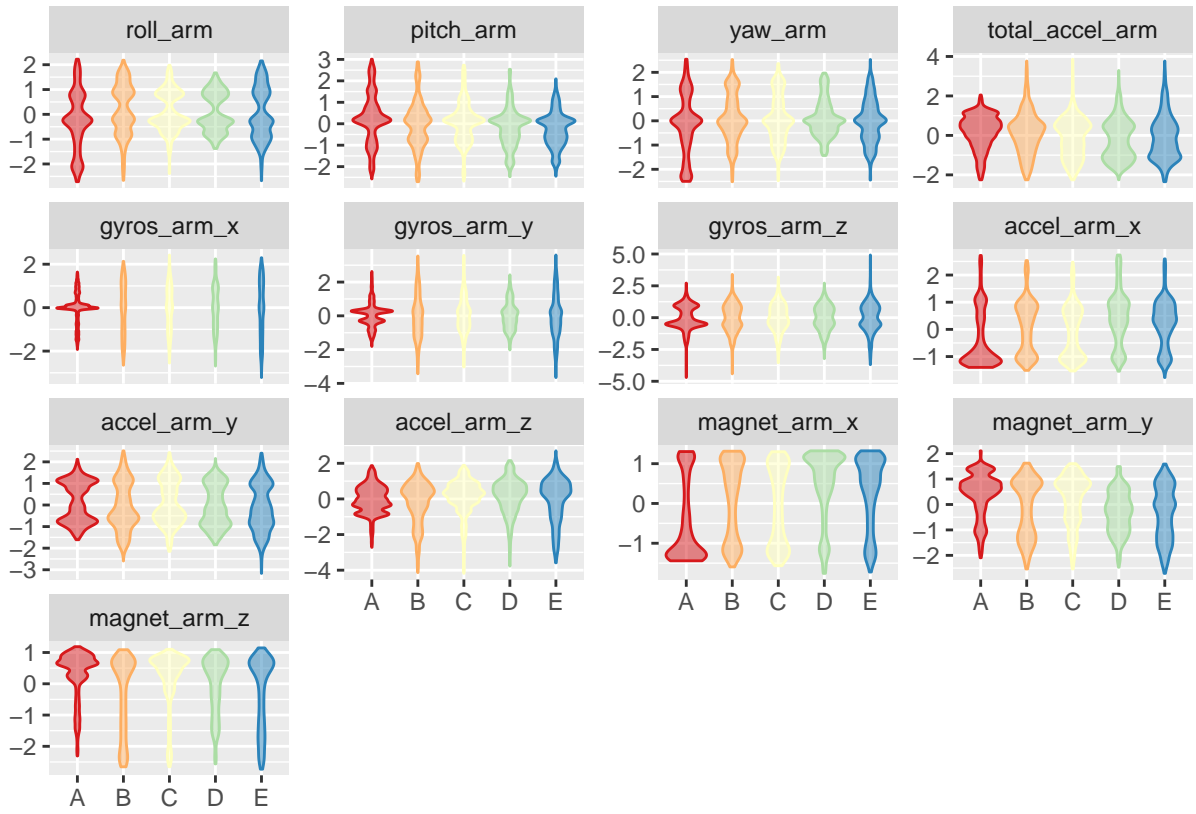 roll_arm pitch_arm yaw_arm total_accel_arm
2 1 0 −1 −2
3 2 1 0 −1 −2
2 1 0 −1 −2
4 2 0 −2
gyros_arm_x gyros_arm_y gyros_arm_z accel_arm_x
2 0 −2
2 0 −2 −4
5.0 2.5 0.0 −2.5 −5.0
2 1 0 −1
accel_arm_y accel_arm_z magnet_arm_x magnet_arm_y
2 1 0 −1 −2 −3
2 0 −2 −4
1 0 −1
2 1 0 −1 −2
A B C D E A B C D E A B C D E
magnet_arm_z
1 0 −1 −2
A B C D E